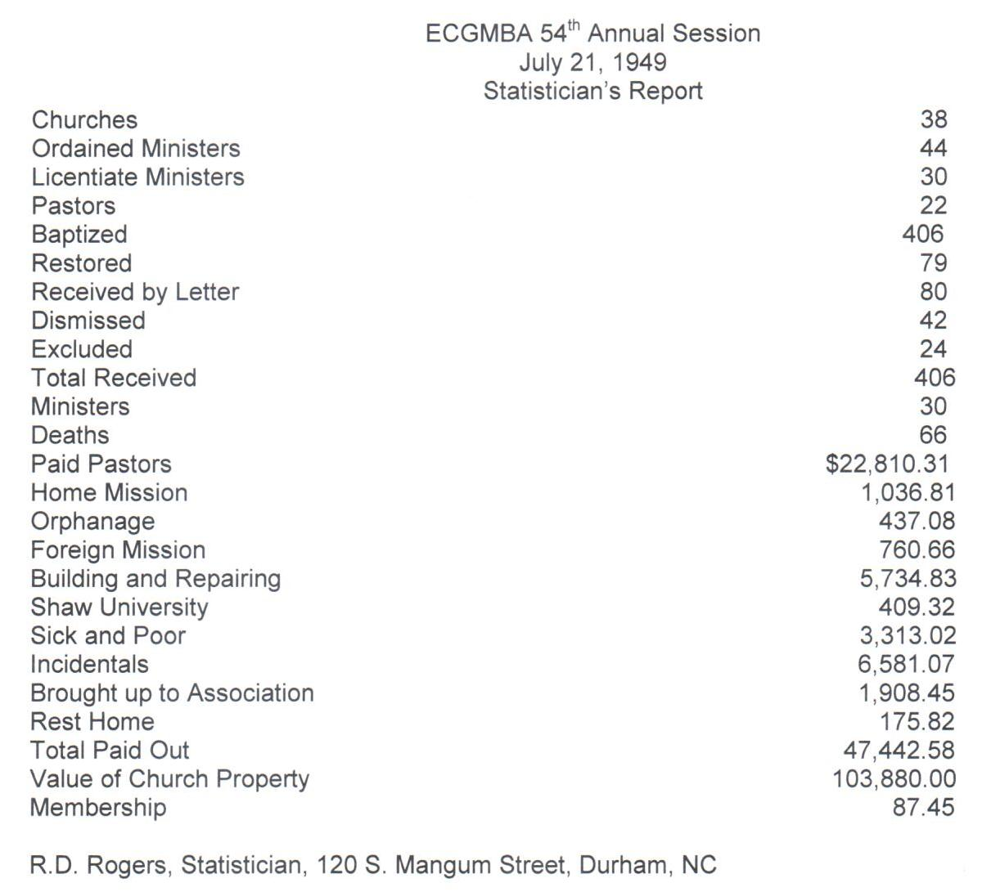 ECGMBA 54th Annual Session
July 21, 1949
Statistician's Report
Churches 38
Ordained Ministers 44
Licentiate Ministers 30
Pastors 22
Baptized 406
Restored 79
Received by Letter 80
Dismissed 42
Excluded 24
Total Received 406
Ministers 30
Deaths 66
Paid Pastors $22,810.31
Home Mission 1,036.81
Orphanage 437.08
Foreign Mission 760.66
Building and Repairing 5,734.83
Shaw University 409.32
Sick and Poor 3,313.02
Incidentals 6,581.07
Brought up to Association 1,908.45
Rest Home 175.82
Total Paid Out 47,442.58
Value of Church Property 103,880.00
Membership 87.45
R.D. Rogers, Statistician, 120 S. Mangum Street, Durham, NC